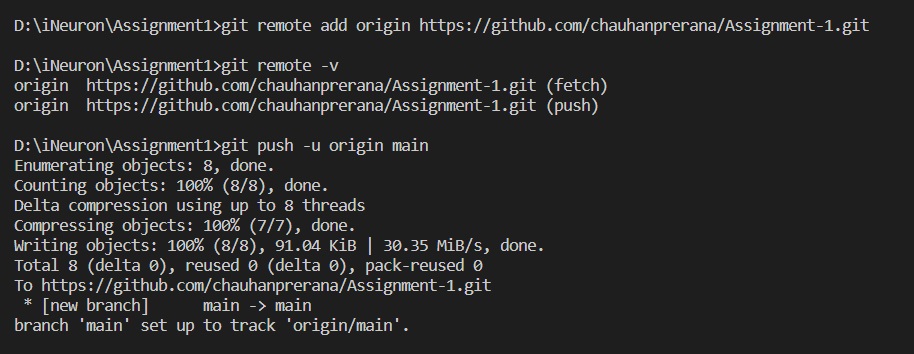 D:\iNeuron\Assignment1>git remote add origin https://github.com/chauhanprerana/Assignment-1.git
D:\iNeuron\Assignment1>git remote -v
origin  https://github.com/chauhanprerana/Assignment-1.git (fetch)
origin  https://github.com/chauhanprerana/Assignment-1.git (push)
D:\iNeuron\Assignment1>git push -u origin main
Enumerating objects: 8, done.
Counting objects: 100% (8/8), done.
Delta compression using up to 8 threads
Compressing objects: 100% (7/7), done.
Writing objects: 100% (8/8), 91.04 KiB | 30.35 MiB/s, done.
Total 8 (delta 0), reused 0 (delta 0), pack-reused 0
To https://github.com/chauhanprerana/Assignment-1.git
 * [new branch]      main -> main
branch 'main' set up to track 'origin/main'.